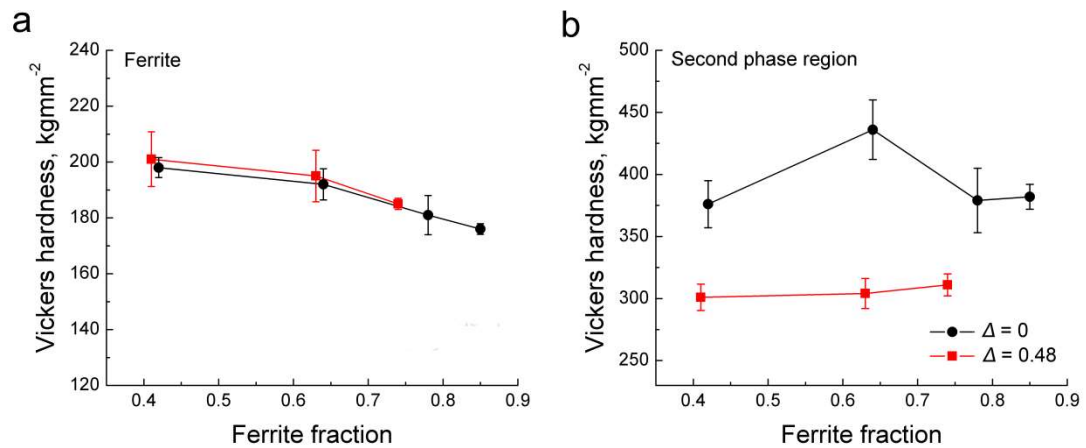 a
Ferrite
240
220
200
180
160
140
120
0.4 0.5 0.6 0.7 0.8 0.9
Vickers hardness, kgmm⁻²
Ferrite fraction
b
Second phase region
500
450
400
350
300
250
0.4 0.5 0.6 0.7 0.8 0.9
Vickers hardness, kgmm⁻²
Ferrite fraction
Δ = 0
Δ = 0.48